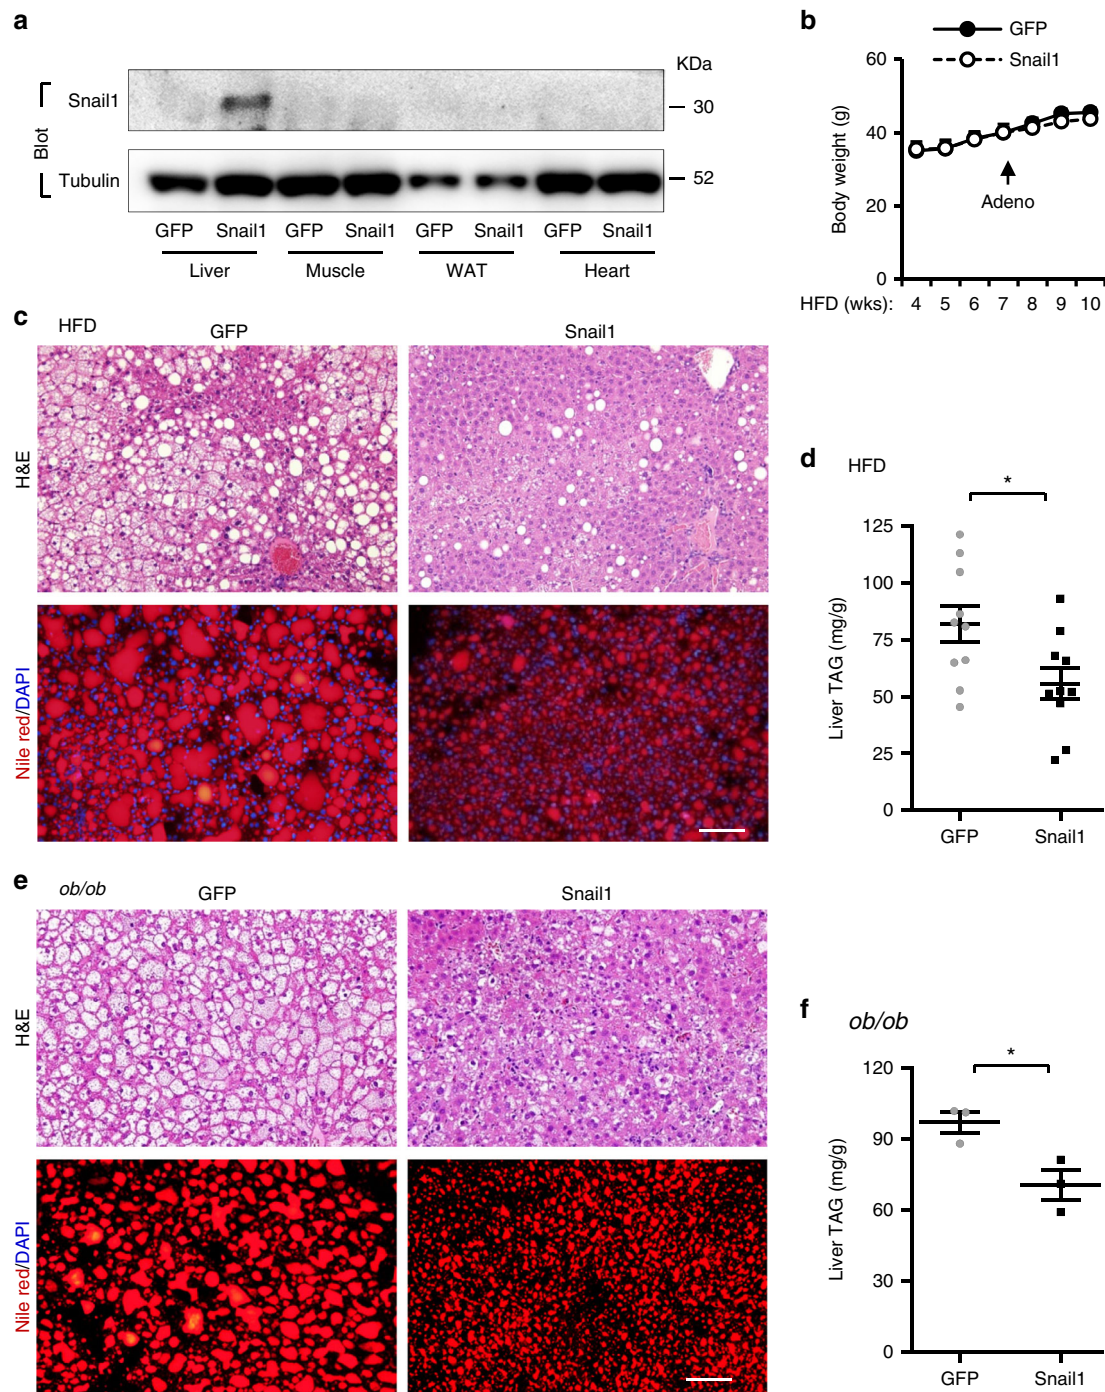 a
KDa
Blot
Snail1
30
Tubulin
52
GFP Snail1 GFP Snail1 GFP Snail1 GFP Snail1
Liver Muscle WAT Heart
b
GFP
Snail1
Body weight (g)
60
40
20
0
Adeno
HFD (wks): 4 5 6 7 8 9 10
c
HFD GFP Snail1
H&E
Nile red/DAPI
d
HFD
*
Liver TAG (mg/g)
125
100
75
50
25
0
GFP Snail1
e
ob/ob GFP Snail1
H&E
Nile red/DAPI
f
ob/ob
*
Liver TAG (mg/g)
120
90
60
30
0
GFP Snail1